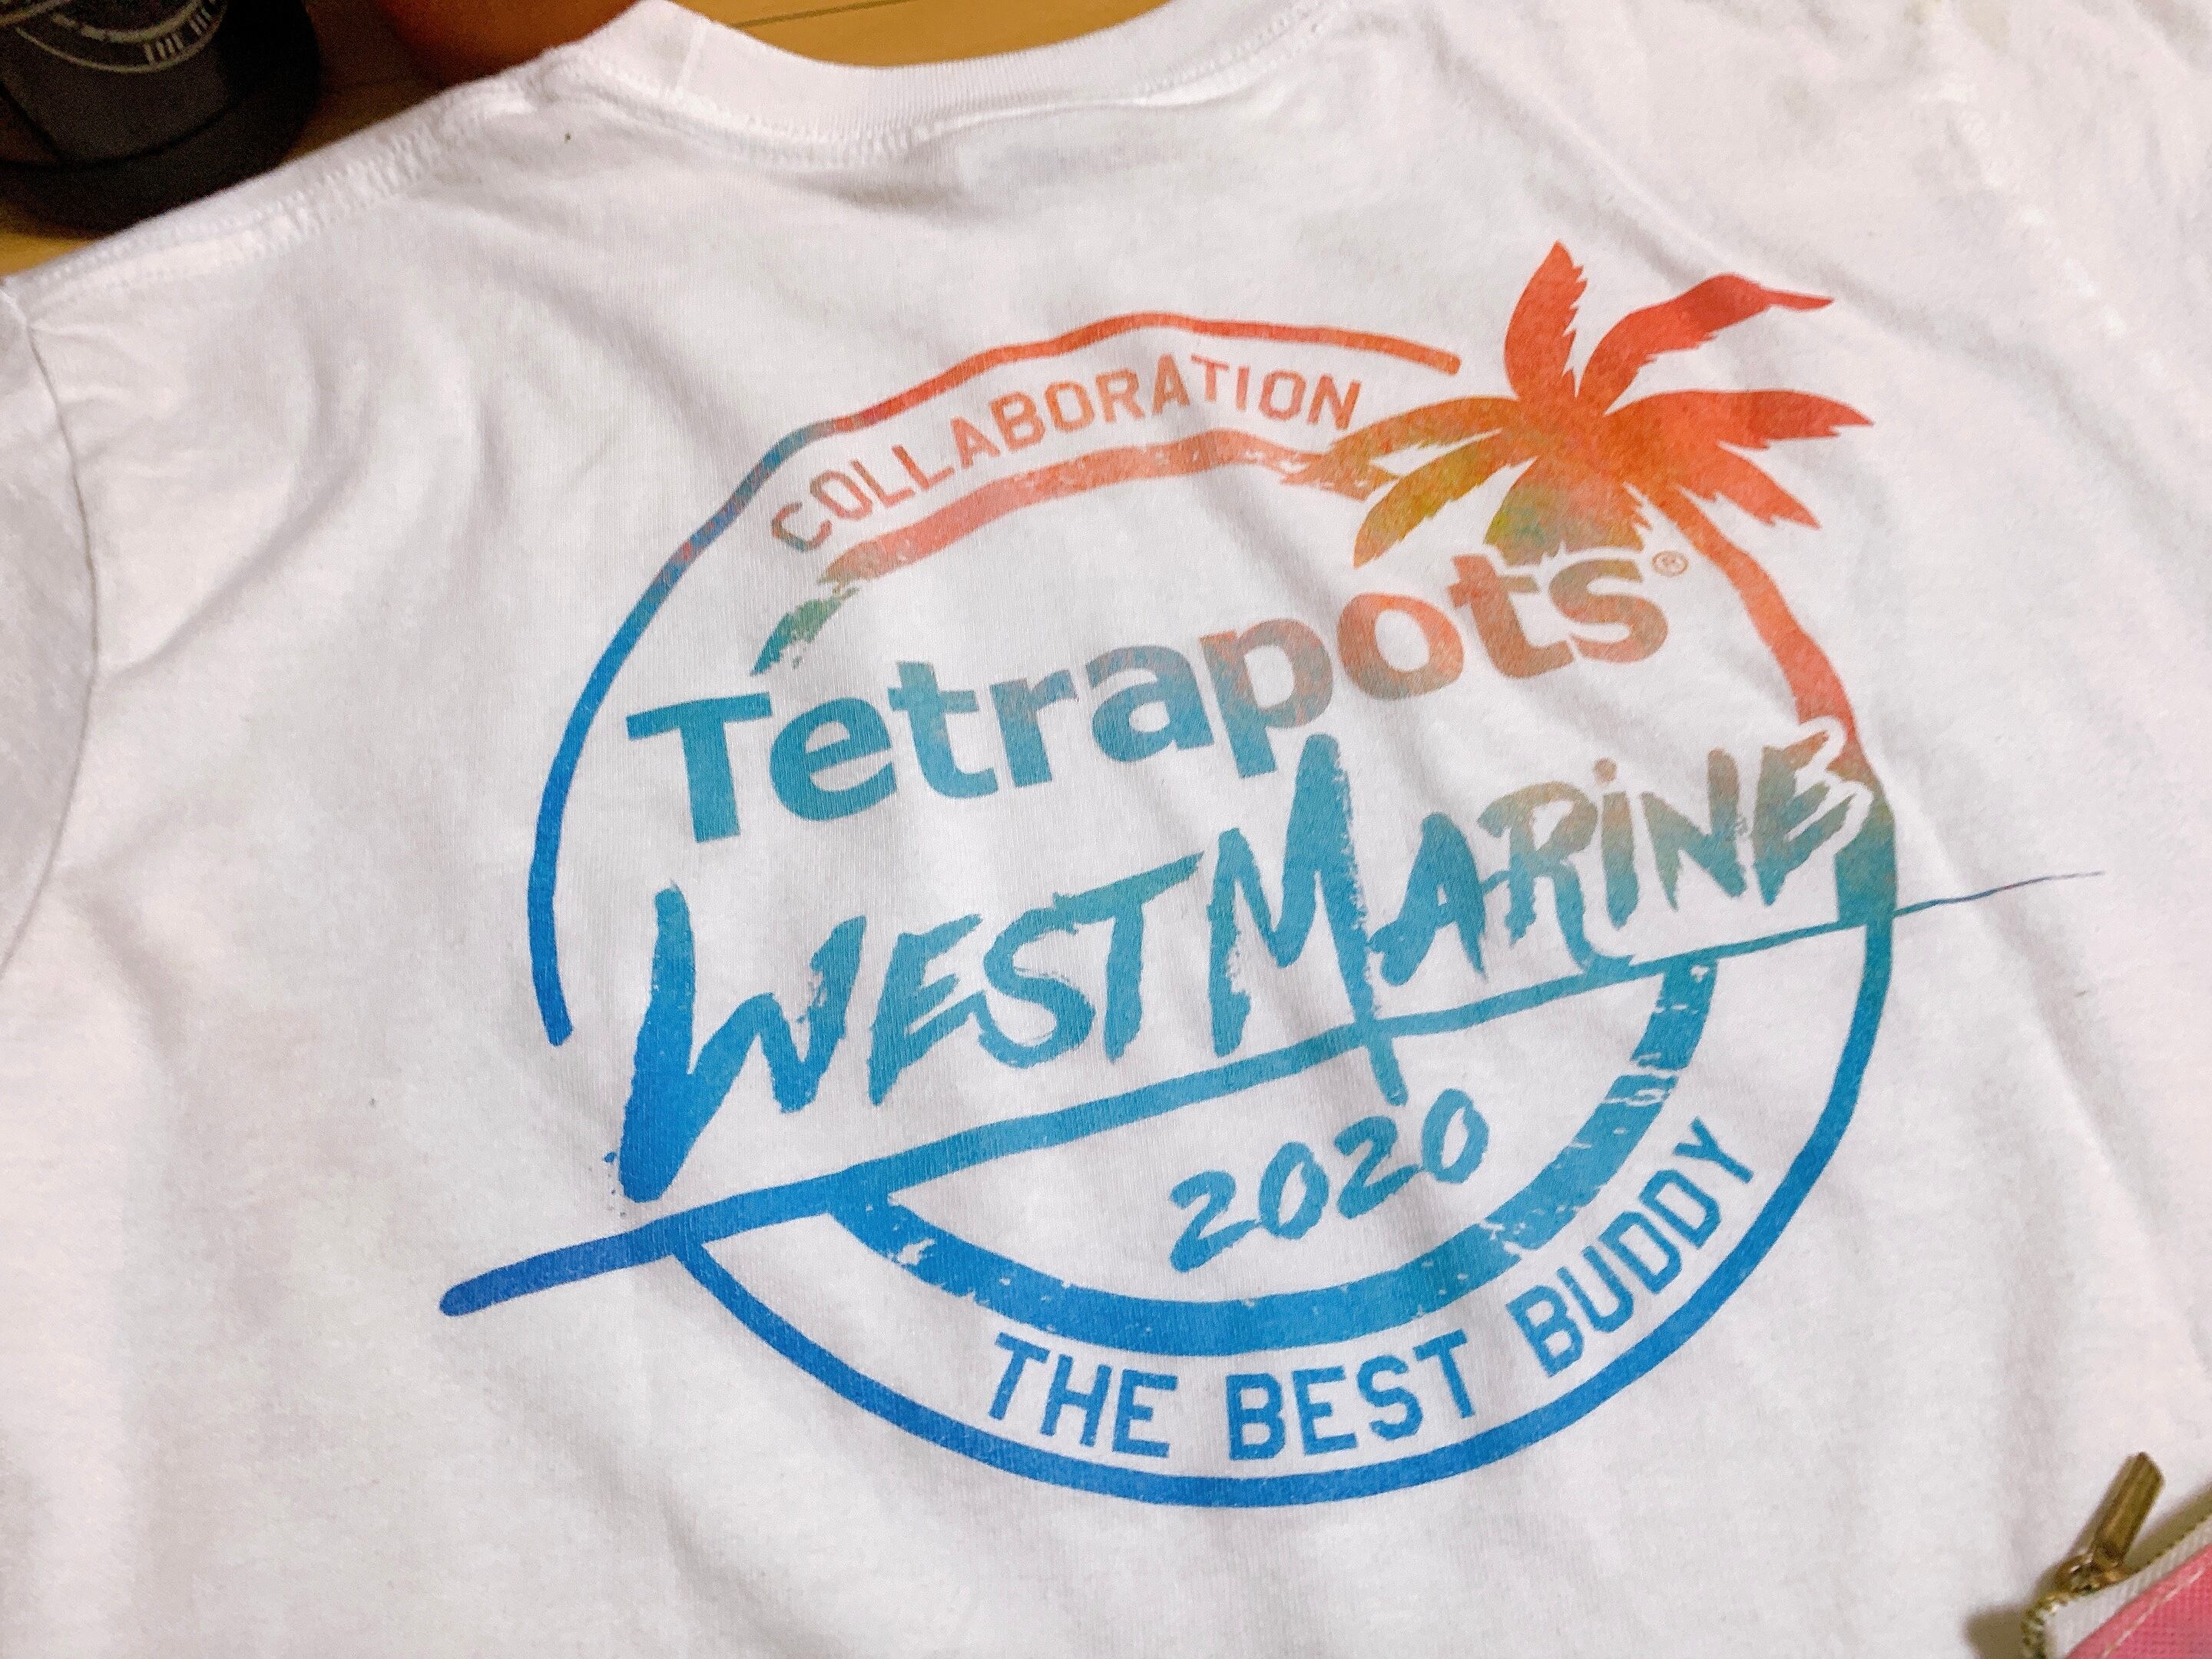 COLLABORATION
Tetrapots®
WESTMARiNE
2020
THE BEST BUDDY